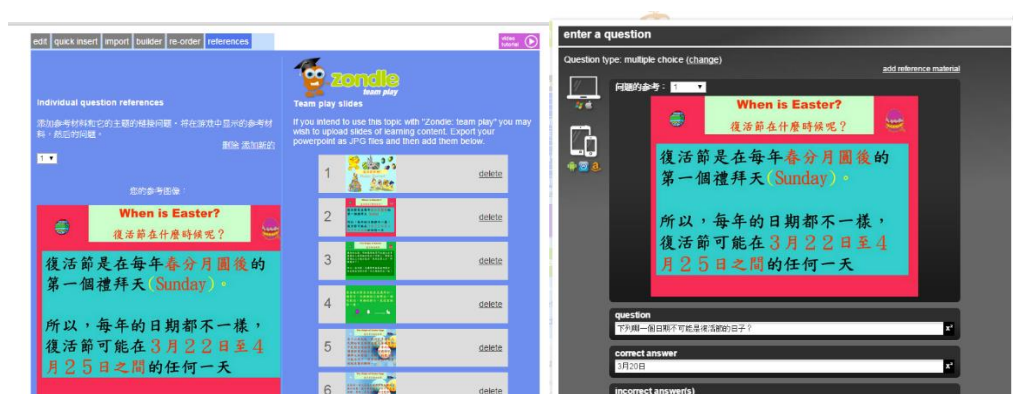 edit quick insert import builder re-order references
video tutorial
Individual question references
添加参考材料和它的主题的链接问题。将在游戏中显示的参考材
料，然后的问题。
刪除 添加新的
1
您的参考图像：
When is Easter?
復活節在什麼時候呢？
復活節是在每年春分月圓後的
第一個禮拜天(Sunday)。
所以，每年的日期都不一樣，
復活節可能在3月22日至4
月25日之間的任何一天
zondle
team play
Team play slides
If you intend to use this topic with "Zondle: team play" you may
wish to upload slides of learning content. Export your
powerpoint as JPG files and then add them below.
1 delete
2 delete
3 delete
4 delete
5 delete
6 delete
enter a question
Question type: multiple choice (change)
add reference material
问题的参考： 1
When is Easter?
復活節在什麼時候呢？
復活節是在每年春分月圓後的
第一個禮拜天(Sunday)。
所以，每年的日期都不一樣，
復活節可能在3月22日至4
月25日之間的任何一天
question
下列哪一個日期不可能是復活節的日子？
x²
correct answer
3月20日
x²
incorrect answer(s)